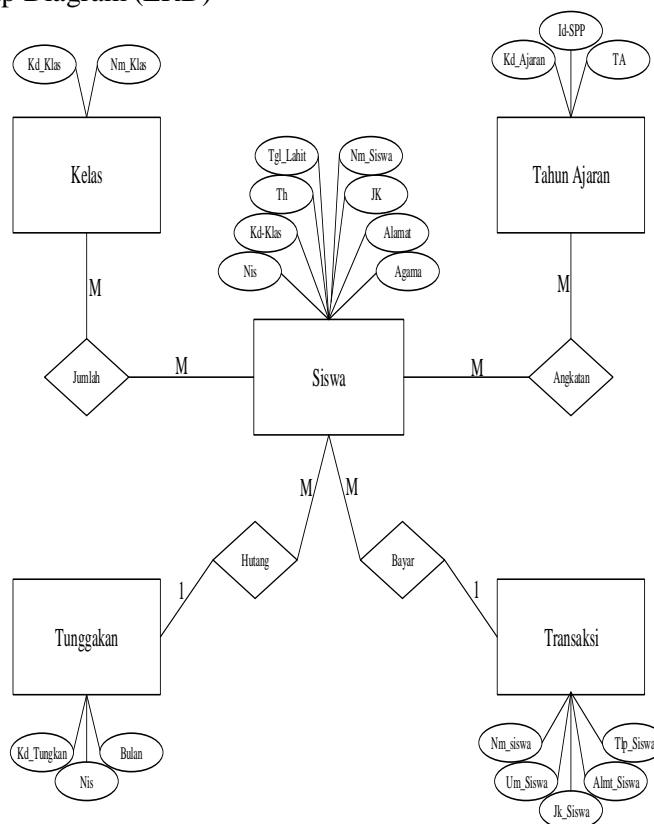 p Diagram (ERD)
Id-SPP
Kd_Klas Nm_Klas Kd_Ajaran TA
Kelas
Tahun Ajaran
Tgl_Lahit Nm_Siswa
Th JK
Kd-Klas Alamat
Nis Agama
M
M
Jumlah
M
Siswa
M
Angkatan
M
M
Hutang
Bayar
1
1
Tunggakan
Transaksi
Kd_Tungkan Bulan
Nis
Nm_siswa Tlp_Siswa
Um_Siswa Almt_Siswa
Jk_Siswa